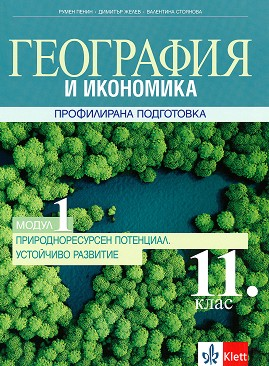 РУМЕН ПЕНИН • ДИМИТЪР ЖЕЛЕВ • ВАЛЕНТИНА СТОЯНОВА
ГЕОГРАФИЯ
И ИКОНОМИКА
ПРОФИЛИРАНА ПОДГОТОВКА
МОДУЛ 1
ПРИРОДНОРЕСУРСЕН ПОТЕНЦИАЛ.
УСТОЙЧИВО РАЗВИТИЕ
11.
клас
Klett